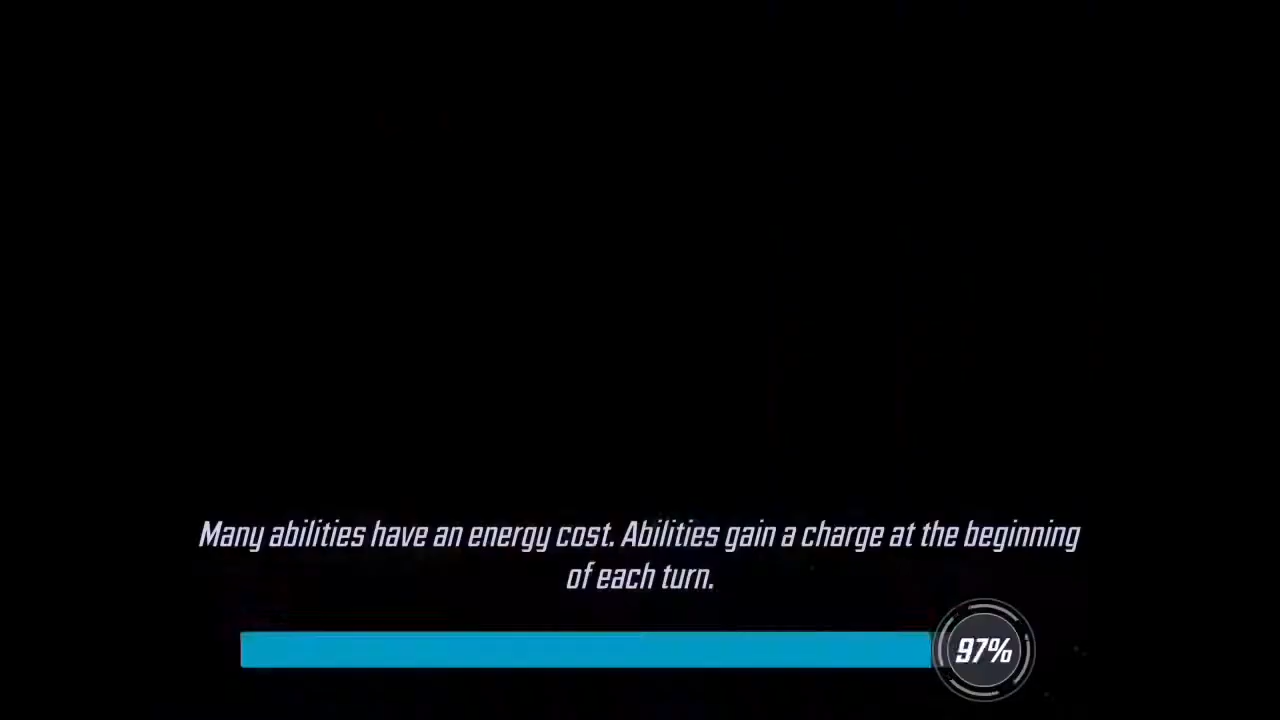 Many abilities have an energy cost. Abilities gain a charge at the beginning
of each turn.
97%